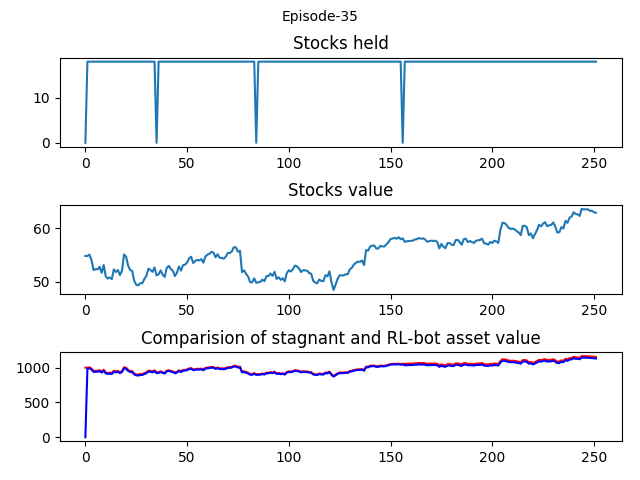 Episode-35
Stocks held
10
0
0 50 100 150 200 250
Stocks value
60
50
0 50 100 150 200 250
Comparision of stagnant and RL-bot asset value
1000
500
0
0 50 100 150 200 250